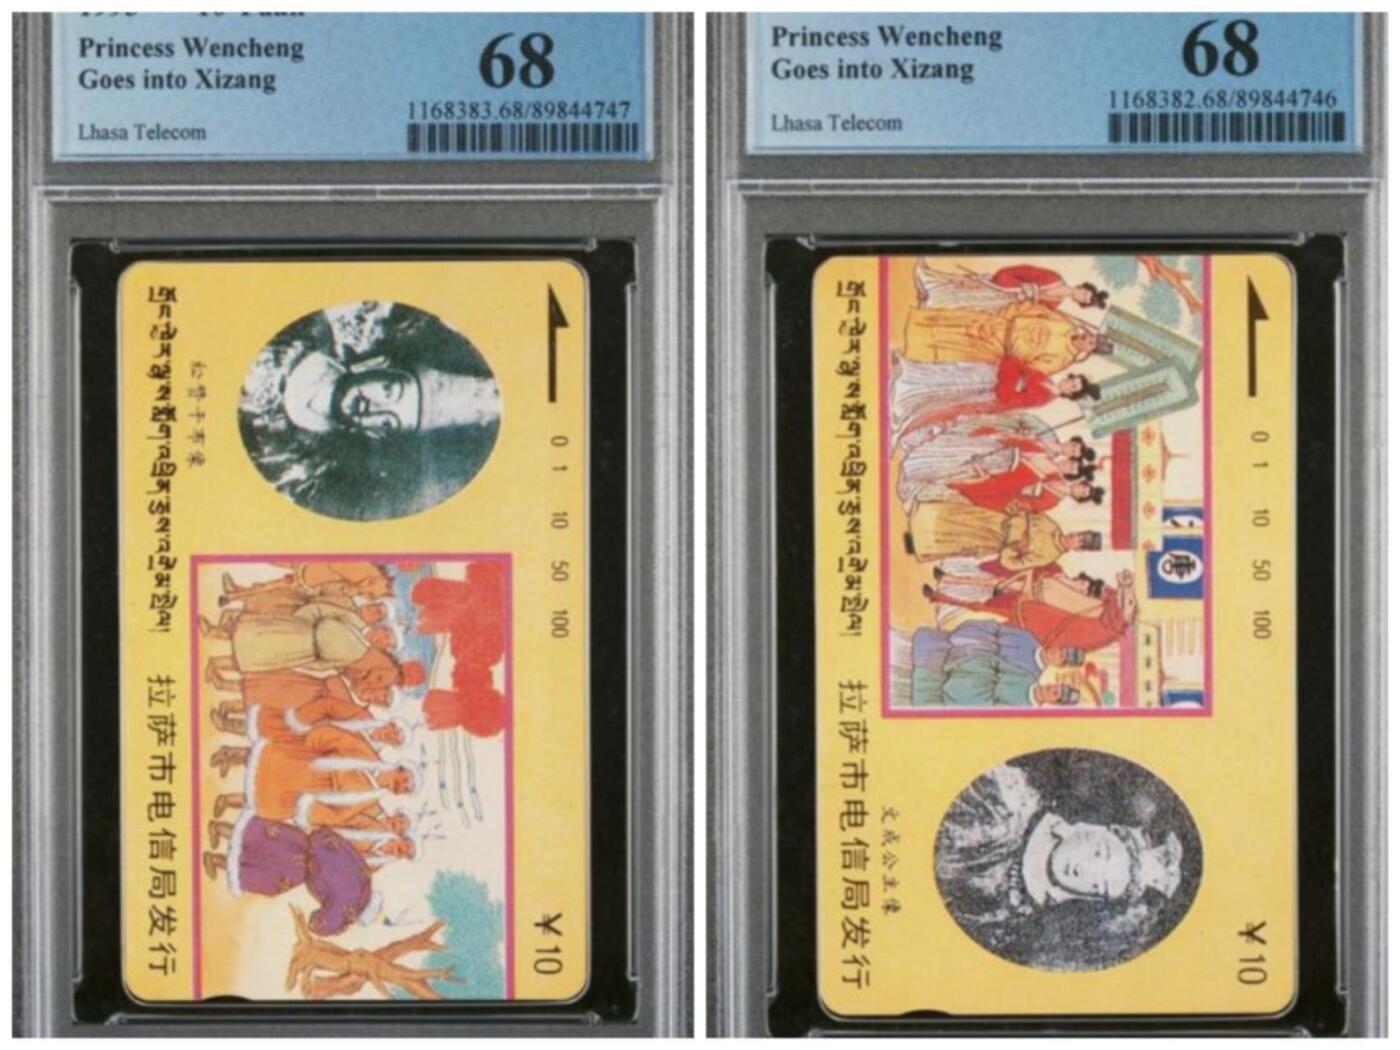 Princess Wencheng
Goes into Xizang
68
1168383.68/89844747
Lhasa Telecom
0 1 10 50 100
松赞干布像
拉萨市电信局发行
¥10
Princess Wencheng
Goes into Xizang
68
1168382.68/89844746
Lhasa Telecom
0 1 10 50 100
唐
文成公主像
拉萨市电信局发行
¥10